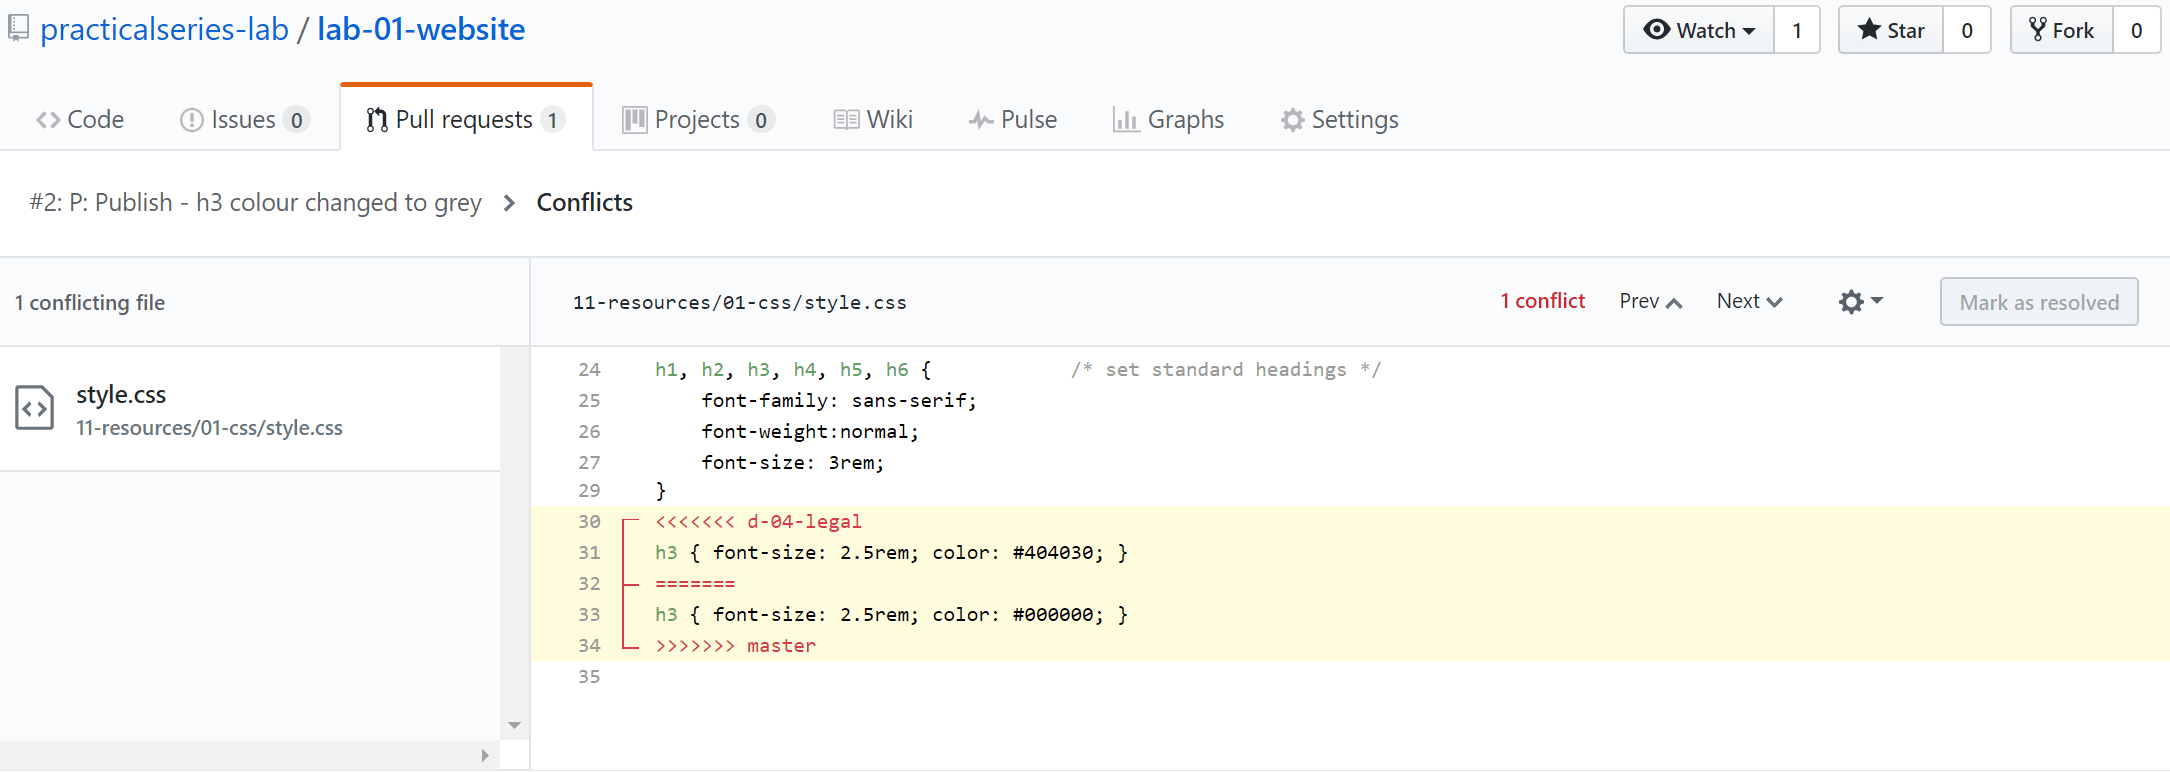 practicalseries-lab / lab-01-website
Watch 1 Star 0 Fork 0
Code Issues 0 Pull requests 1 Projects 0 Wiki Pulse Graphs Settings
#2: P: Publish - h3 colour changed to grey > Conflicts
1 conflicting file
11-resources/01-css/style.css 1 conflict Prev Next Mark as resolved
style.css
11-resources/01-css/style.css
24 h1, h2, h3, h4, h5, h6 { /* set standard headings */
25 font-family: sans-serif;
26 font-weight:normal;
27 font-size: 3rem;
29 }
30 <<<<<<< d-04-legal
31 h3 { font-size: 2.5rem; color: #404030; }
32 =======
33 h3 { font-size: 2.5rem; color: #000000; }
34 >>>>>>> master
35